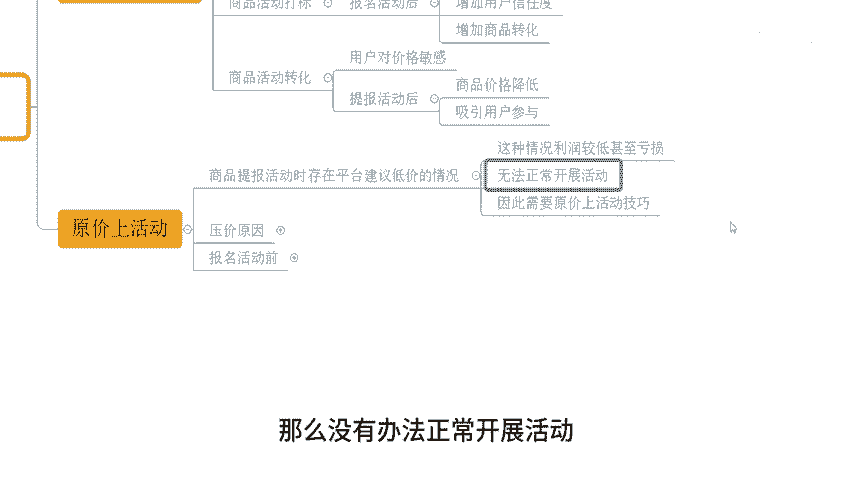 商品活动打标
报名活动后
增加用户信任度
增加商品转化
用户对价格敏感
商品活动转化
提报活动后
商品价格降低
吸引用户参与
这种情况利润较低甚至亏损
商品提报活动时存在平台建议低价的情况
无法正常开展活动
因此需要原价上活动技巧
原价上活动
压价原因
报名活动前
那么没有办法正常开展活动